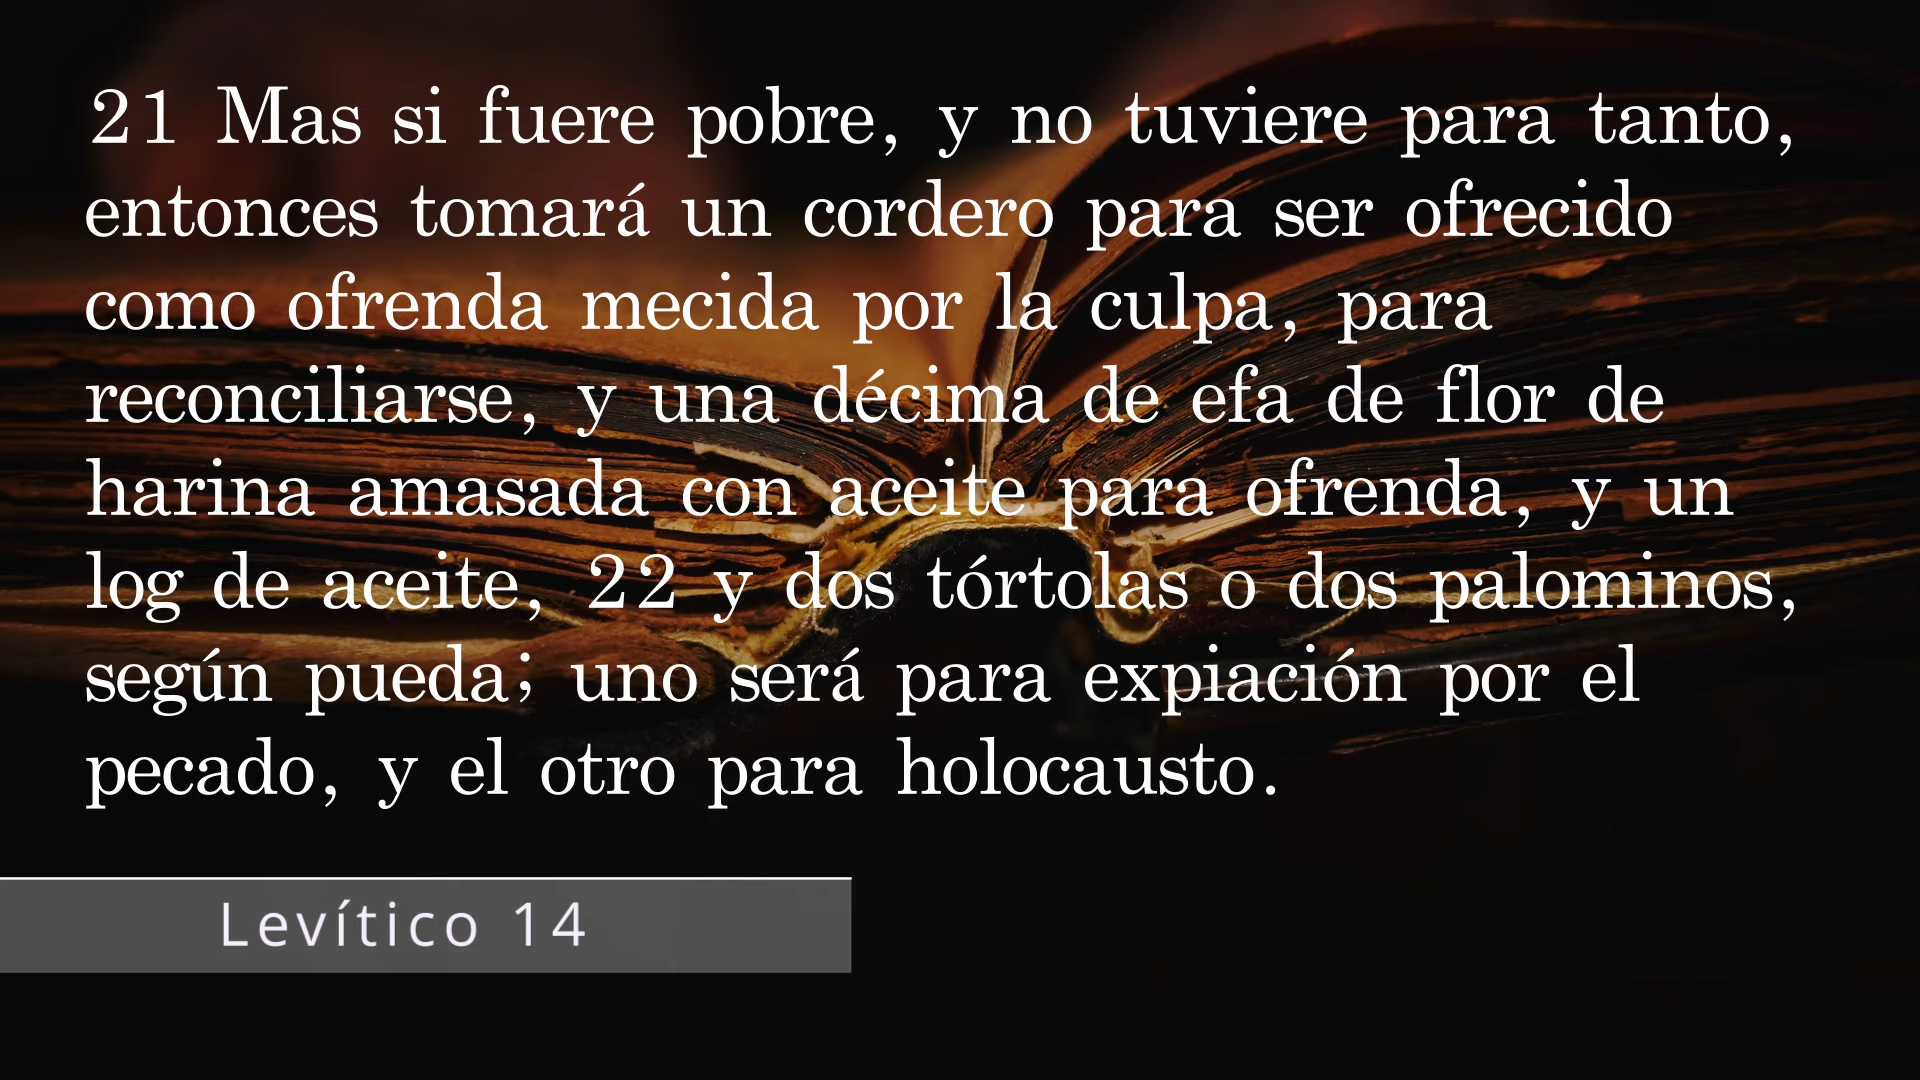 21 Mas si fuere pobre, y no tuviere para tanto,
entonces tomará un cordero para ser ofrecido
como ofrenda mecida por la culpa, para
reconciliarse, y una décima de efa de flor de
harina amasada con aceite para ofrenda, y un
log de aceite, 22 y dos tórtolas o dos palominos,
según pueda; uno será para expiación por el
pecado, y el otro para holocausto.
Levítico 14